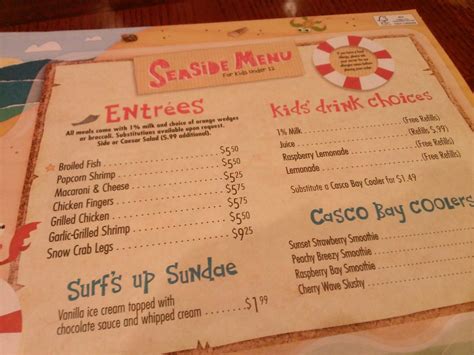 Seaside Menu
For Kids Under 12
Entrées
All meals come with 1% milk and choice of orange wedges
or broccoli. Substitutions available upon request.
Side or Caesar Salad (5.99 additional).
Broiled Fish $5.50
Popcorn Shrimp $5.50
Macaroni & Cheese $5.75
Chicken Fingers $5.75
Grilled Chicken $5.50
Garlic-Grilled Shrimp $5.50
Snow Crab Legs $9.25
Surf's up Sundae
Vanilla ice cream topped with
chocolate sauce and whipped cream $1.99
Kids' drink choices
1% Milk (Free Refills)
Juice (Refills $.99)
Raspberry Lemonade (Free Refills)
Lemonade (Free Refills)
Substitute a Casco Bay Cooler for $1.49
Casco Bay Coolers
Sunset Strawberry Smoothie
Peachy Breezy Smoothie
Raspberry Bay Smoothie
Cherry Wave Slushy